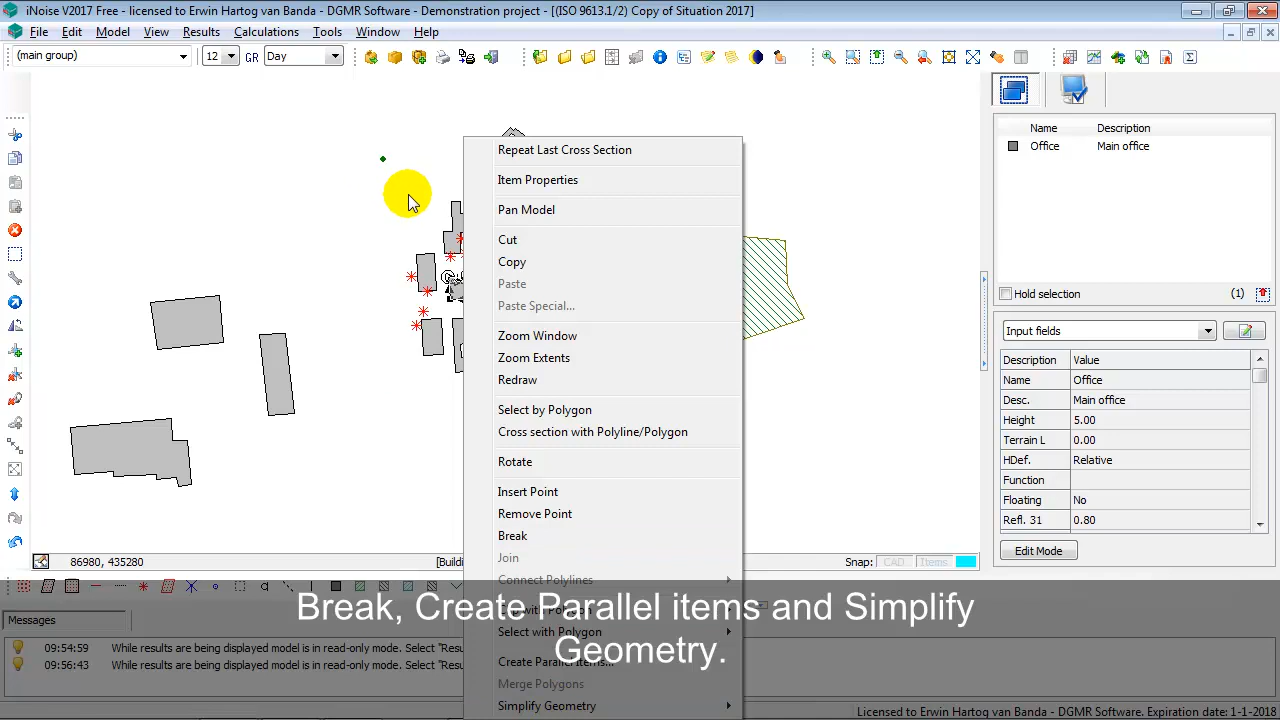 iNoise V2017 Free - licensed to Erwin Hartog van Banda - DGMR Software - Demonstration project - [(ISO 9613.1/2) Copy of Situation 2017]
File Edit Model View Results Calculations Tools Window Help
(main group) 12 GR Day
Name Description
Office Main office
Hold selection (1)
Input fields
Description Value
Name Office
Desc. Main office
Height 5.00
Terrain L 0.00
HDef. Relative
Function
Floating No
Refl. 31 0.80
Edit Mode
Repeat Last Cross Section
Item Properties
Pan Model
Cut
Copy
Paste
Paste Special...
Zoom Window
Zoom Extents
Redraw
Select by Polygon
Cross section with Polyline/Polygon
Rotate
Insert Point
Remove Point
Break
Join
Connect Polylines
Select with Polygon
Create Parallel Items...
Merge Polygons
Simplify Geometry
86980, 435280 [Buildi Snap: CAD Items
Break, Create Parallel items and Simplify
Geometry.
Messages
09:54:59 While results are being displayed model is in read-only mode. Select "Resu
09:56:43 While results are being displayed model is in read-only mode. Select "Resu
Licensed to Erwin Hartog van Banda - DGMR Software. Expiration date: 1-1-2018